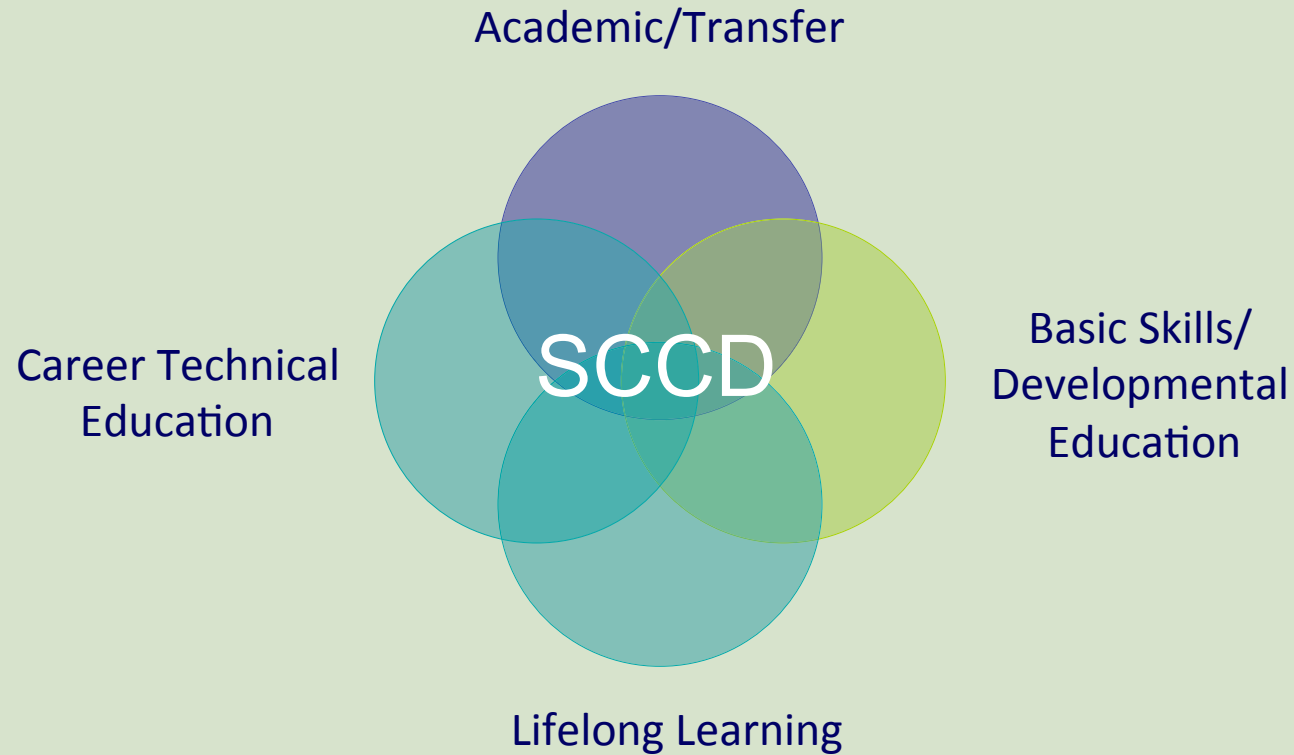 Academic/Transfer
Career Technical
Education
SCCD
Basic Skills/
Developmental
Education
Lifelong Learning